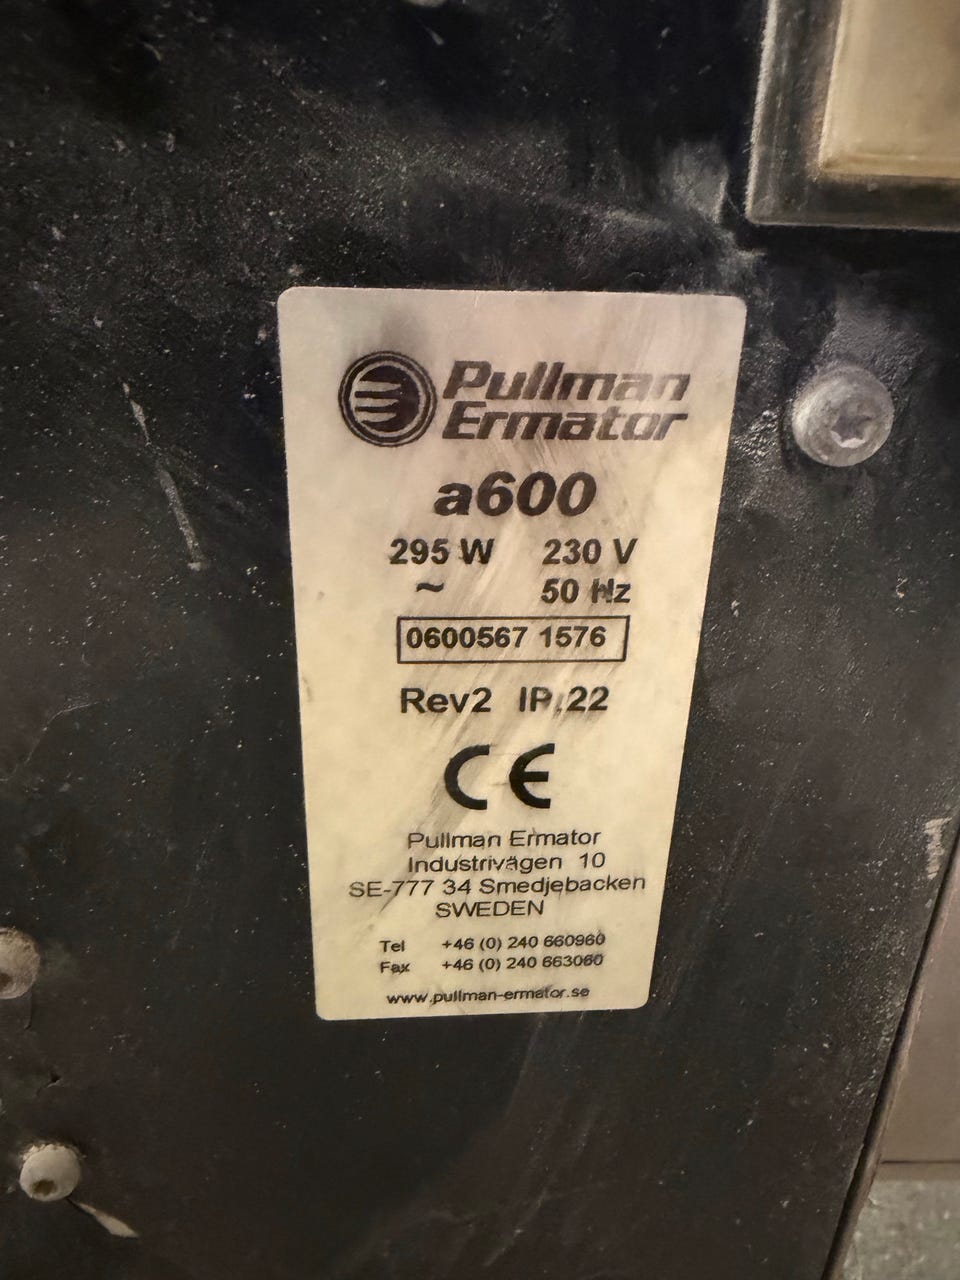 Pullman
Ermator
a600
295 W 230 V
~ 50 Hz
0600567 1576
Rev2 IP.22
CE
Pullman Ermator
Industrivägen 10
SE-777 34 Smedjebacken
SWEDEN
Tel +46 (0) 240 660960
Fax +46 (0) 240 663060
www.pullman-ermator.se